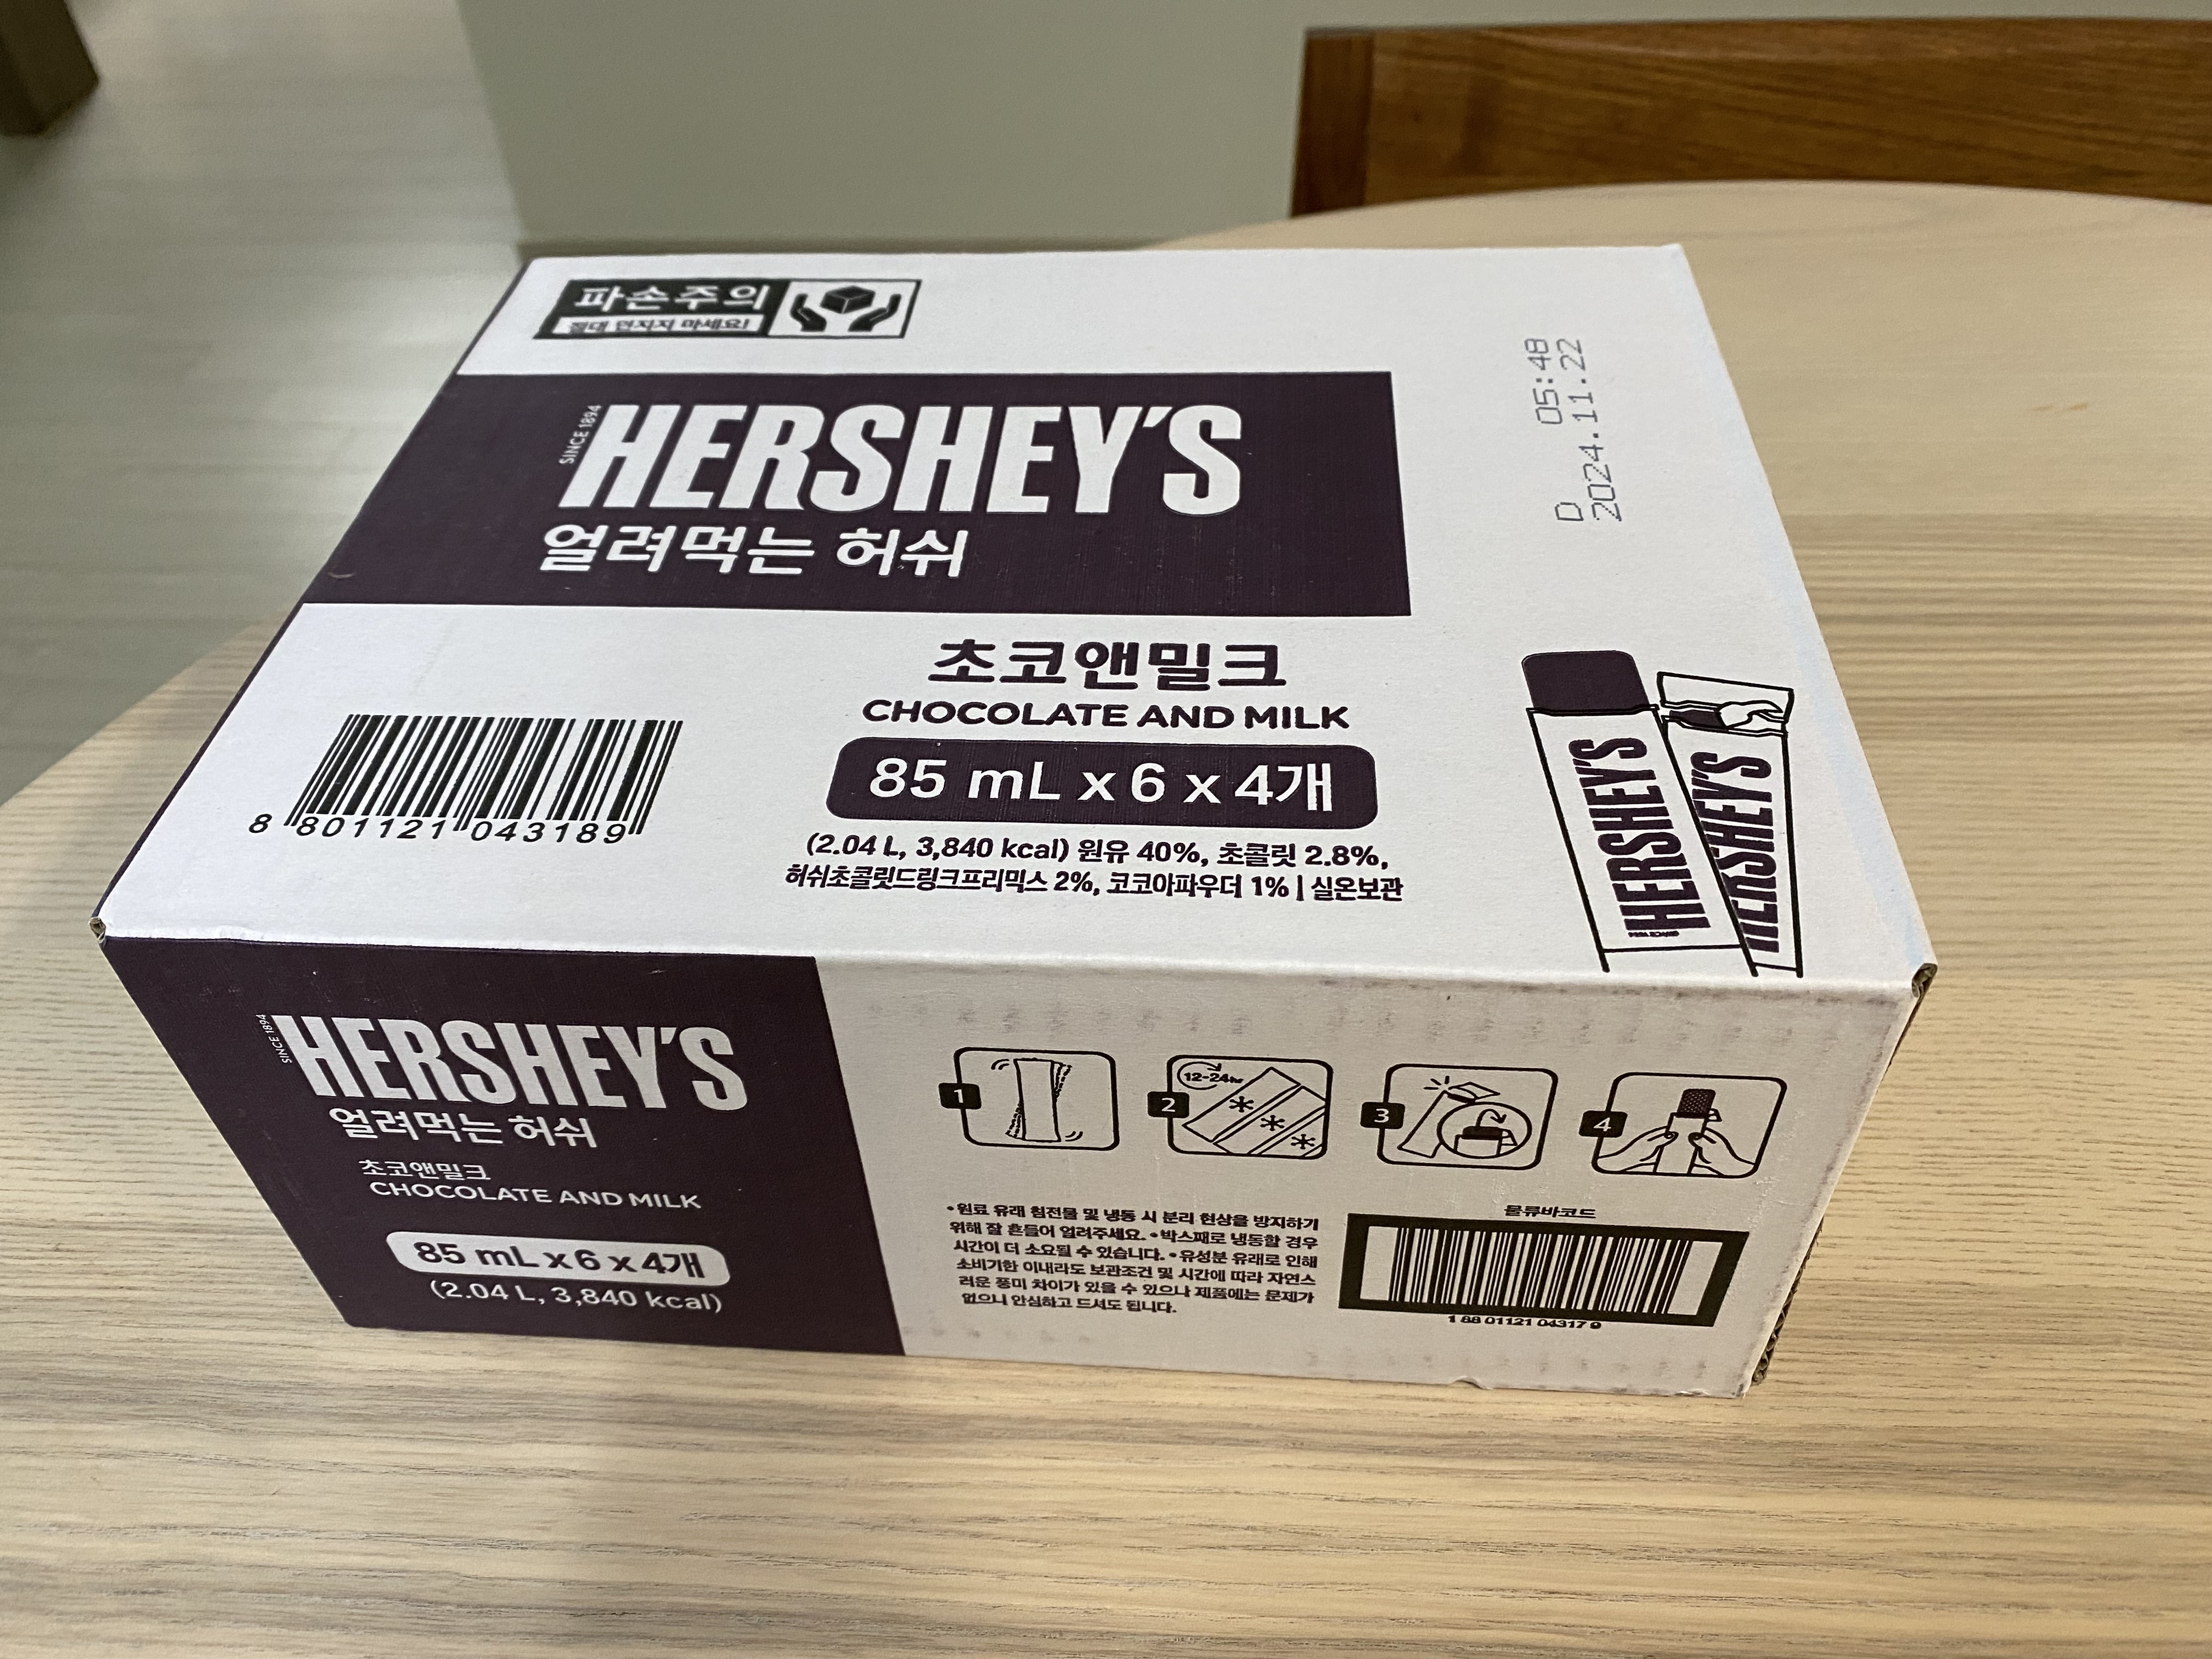 파손주의
절대 던지지 마세요!
SINCE 1894
HERSHEY'S
얼려먹는 허쉬
D 05:48
2024.11.22
초코앤밀크
CHOCOLATE AND MILK
85 mL x 6 x 4개
(2.04 L, 3,840 kcal) 원유 40%, 초콜릿 2.8%,
허쉬초콜릿드링크프리믹스 2%, 코코아파우더 1% | 실온보관
8 801121 043189
HERSHEY'S
HERSHEY'S
SINCE 1894
HERSHEY'S
얼려먹는 허쉬
초코앤밀크
CHOCOLATE AND MILK
85 mL x 6 x 4개
(2.04 L, 3,840 kcal)
1
2
12-24hr
3
4
• 원료 유래 침전물 및 냉동 시 분리 현상을 방지하기
위해 잘 흔들어 얼려주세요. • 박스째로 냉동할 경우
시간이 더 소요될 수 있습니다. • 유성분 유래로 인해
소비기한 이내라도 보관조건 및 시간에 따라 자연스
러운 풍미 차이가 있을 수 있으나 제품에는 문제가
없으니 안심하고 드셔도 됩니다.
물류바코드
1 88 01121 04317 9